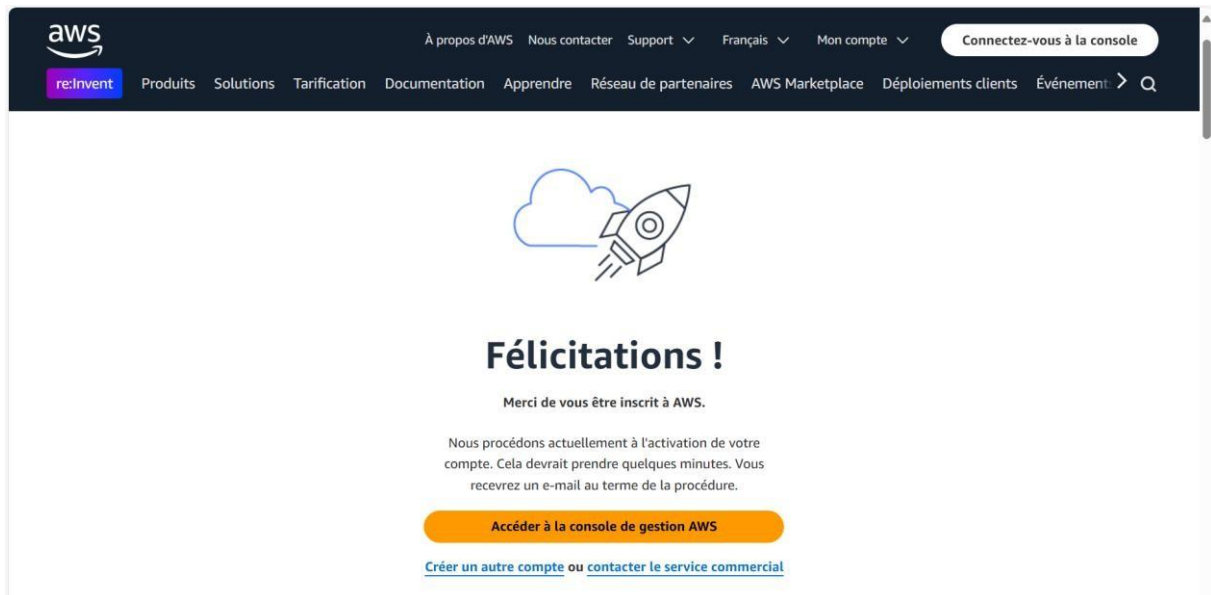 aws
À propos d'AWS Nous contacter Support Français Mon compte Connectez-vous à la console
re:Invent Produits Solutions Tarification Documentation Apprendre Réseau de partenaires AWS Marketplace Déploiements clients Événement
Félicitations !
Merci de vous être inscrit à AWS.
Nous procédons actuellement à l'activation de votre
compte. Cela devrait prendre quelques minutes. Vous
recevrez un e-mail au terme de la procédure.
Accéder à la console de gestion AWS
Créer un autre compte ou contacter le service commercial